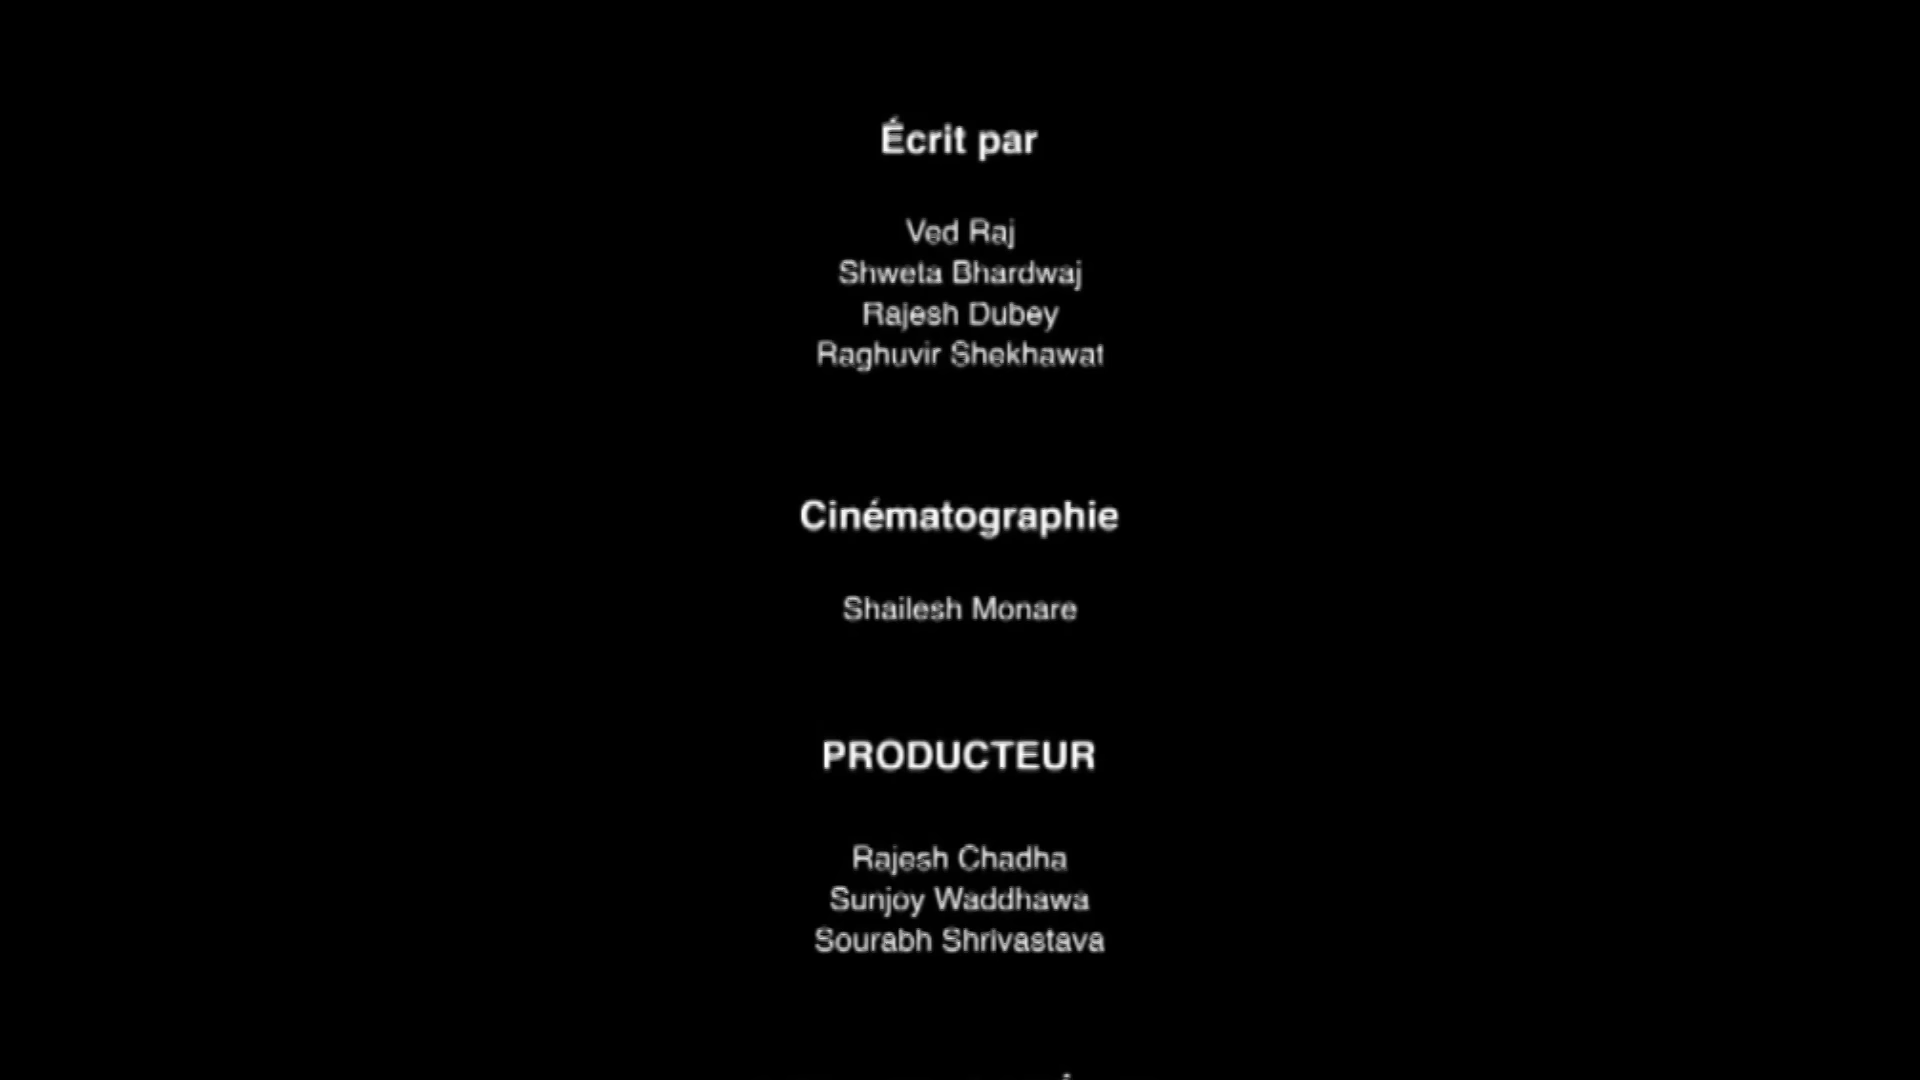 Écrit par
Ved Raj
Shweta Bhardwaj
Rajesh Dubey
Raghuvir Shekhawat
Cinématographie
Shailesh Monare
PRODUCTEUR
Rajesh Chadha
Sunjoy Waddhawa
Sourabh Shrivastava